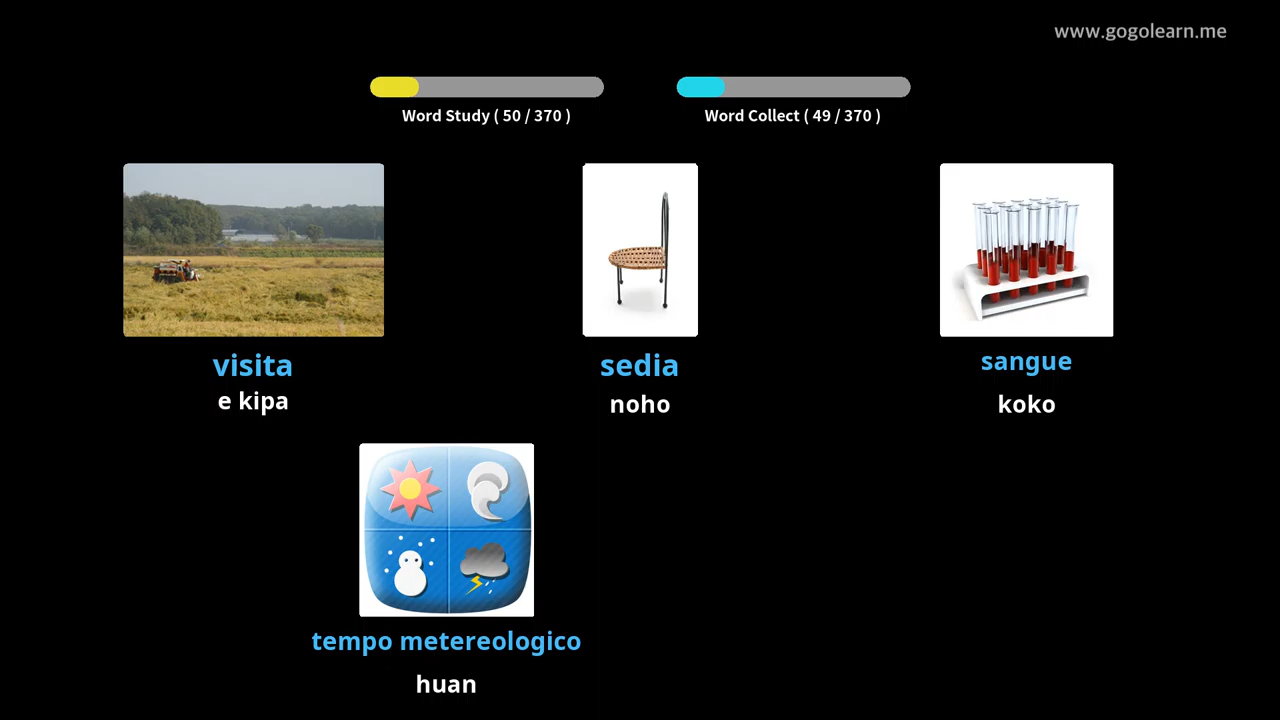 www.gogolearn.me
Word Study ( 50 / 370 )
Word Collect ( 49 / 370 )
visita
e kipa
sedia
noho
sangue
koko
tempo metereologico
huan